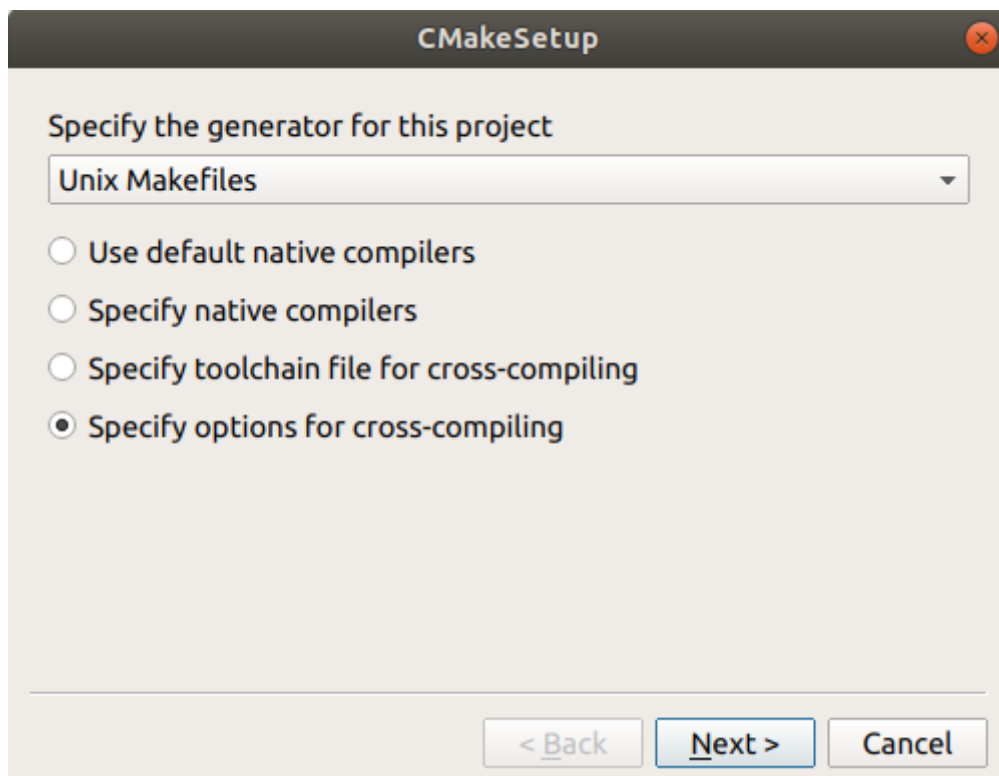 CMakeSetup
Specify the generator for this project
Unix Makefiles
Use default native compilers
Specify native compilers
Specify toolchain file for cross-compiling
Specify options for cross-compiling
< Back Next > Cancel